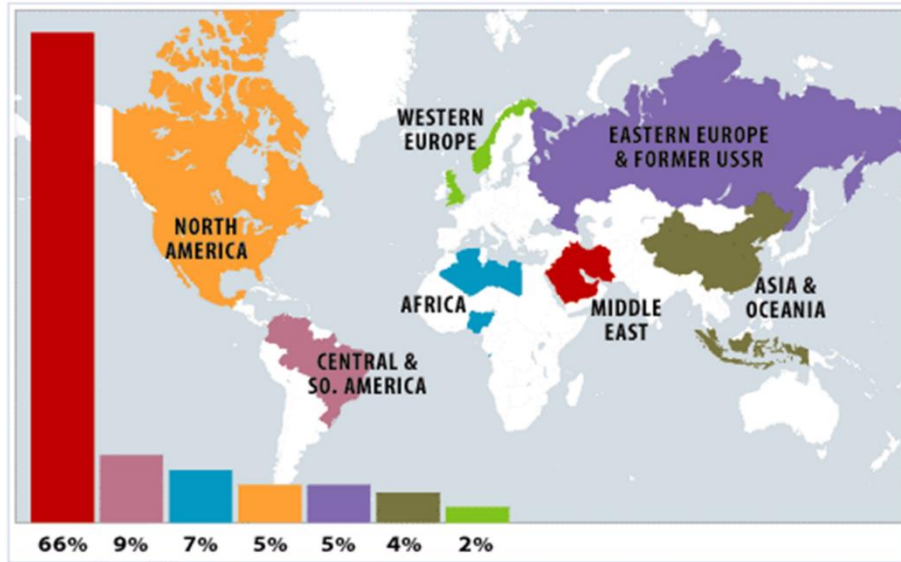 WESTERN
EUROPE
EASTERN EUROPE
& FORMER USSR
NORTH
AMERICA
AFRICA
MIDDLE
EAST
ASIA &
OCEANIA
CENTRAL &
SO. AMERICA
66% 9% 7% 5% 5% 4% 2%